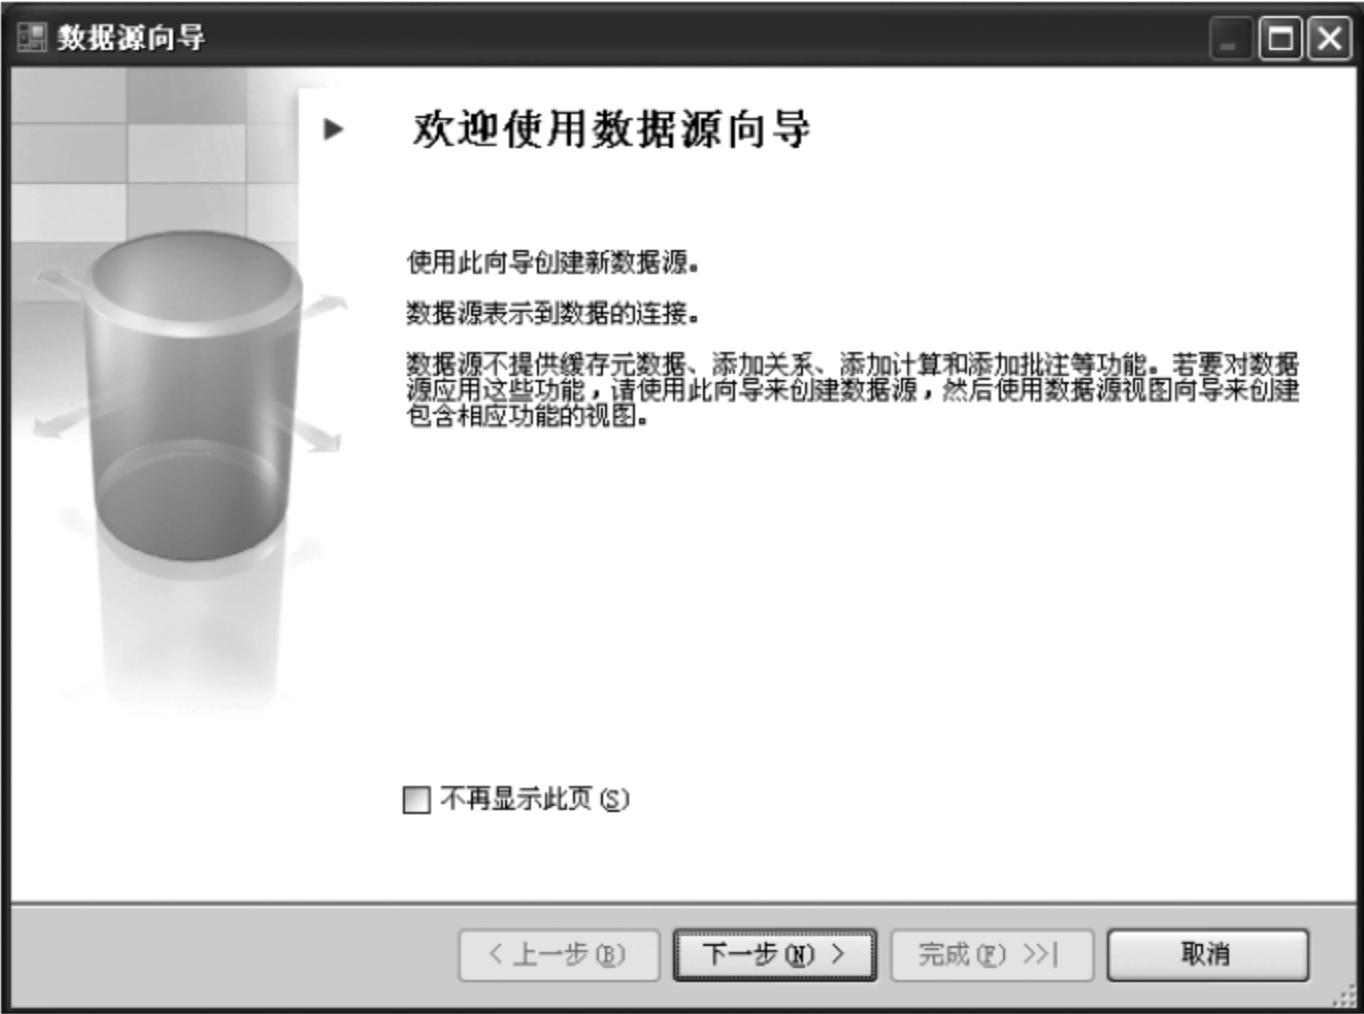 数据源向导
欢迎使用数据源向导
使用此向导创建新数据源。
数据源表示到数据的连接。
数据源不提供缓存元数据、添加关系、添加计算和添加批注等功能。若要对数据
源应用这些功能，请使用此向导来创建数据源，然后使用数据源视图向导来创建
包含相应功能的视图。
不再显示此页(S)
< 上一步(B)
下一步(N) >
完成(F) >>|
取消